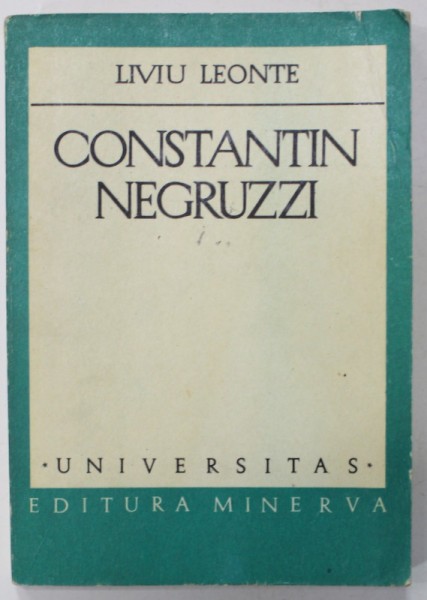 LIVIU LEONTE
CONSTANTIN
NEGRUZZI
· UNIVERSITAS ·
EDITURA MINERVA